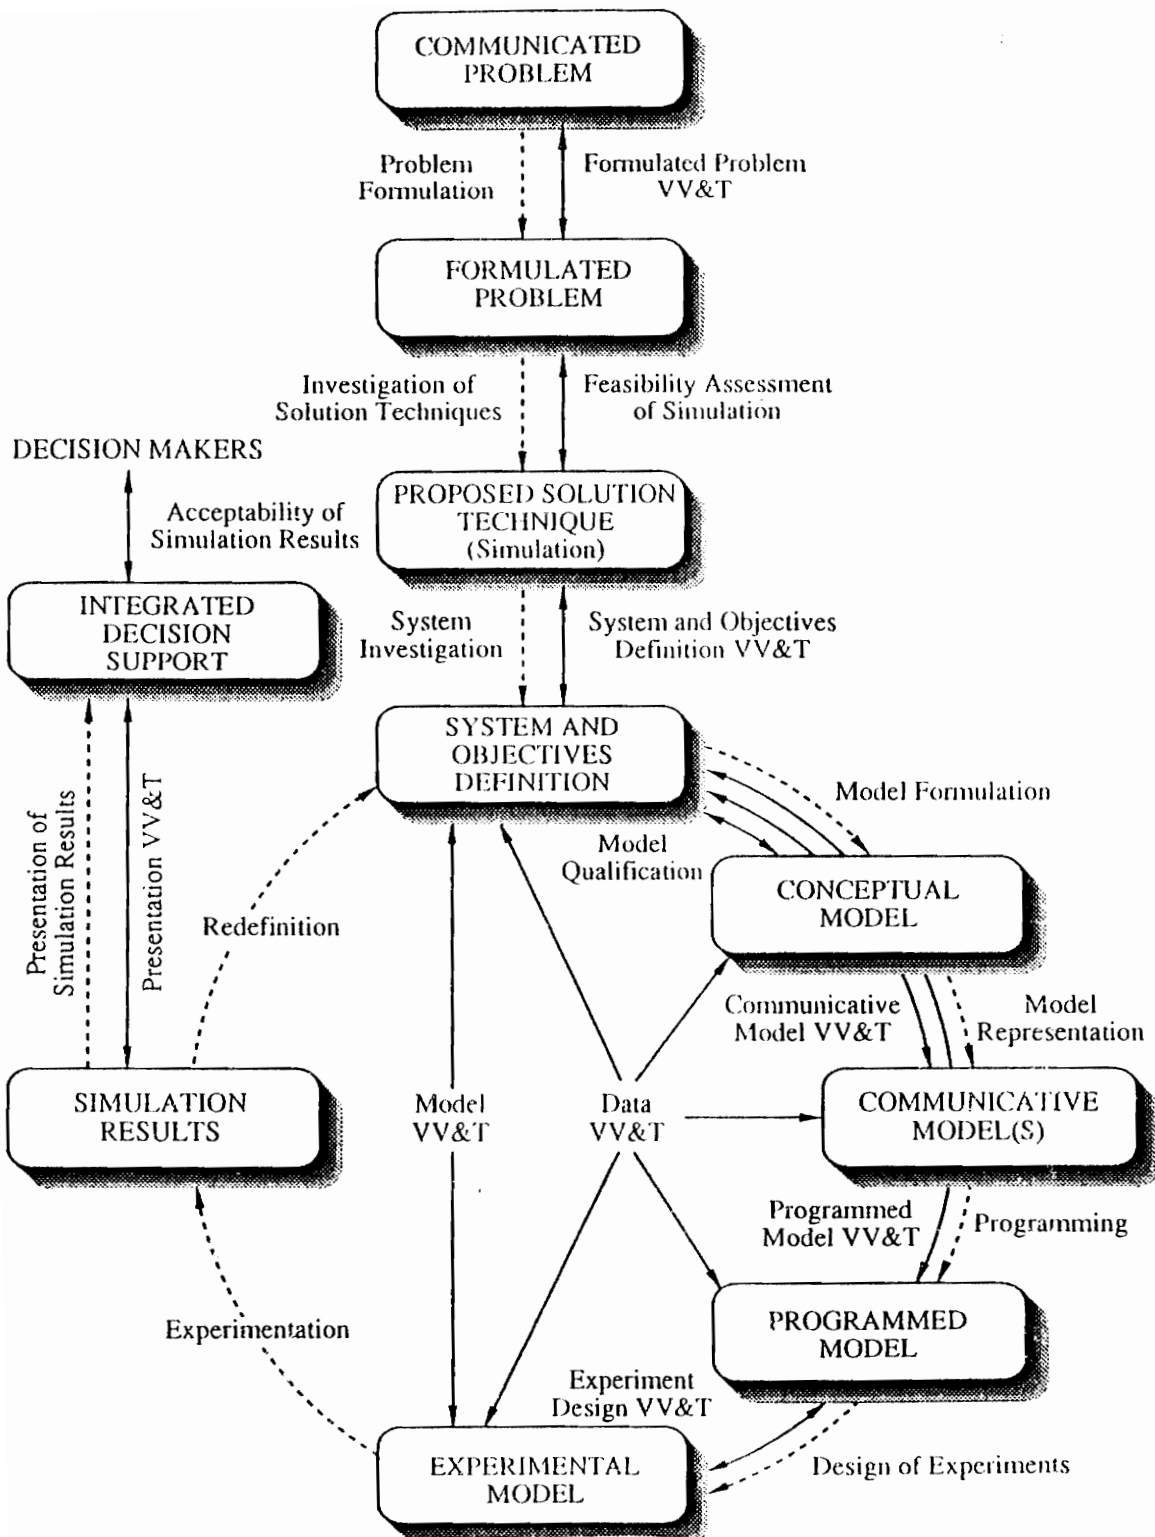 COMMUNICATED
PROBLEM
Problem
Formulation
Formulated Problem
VV&T
FORMULATED
PROBLEM
Investigation of
Solution Techniques
Feasibility Assessment
of Simulation
DECISION MAKERS
Acceptability of
Simulation Results
PROPOSED SOLUTION
TECHNIQUE
(Simulation)
INTEGRATED
DECISION
SUPPORT
System
Investigation
System and Objectives
Definition VV&T
SYSTEM AND
OBJECTIVES
DEFINITION
Model Formulation
Model
Qualification
CONCEPTUAL
MODEL
Presentation of
Simulation Results
Presentation VV&T
Redefinition
Communicative
Model VV&T
Model
Representation
SIMULATION
RESULTS
Model
VV&T
Data
VV&T
COMMUNICATIVE
MODEL(S)
Programmed
Model VV&T
Programming
Experimentation
PROGRAMMED
MODEL
Experiment
Design VV&T
EXPERIMENTAL
MODEL
Design of Experiments